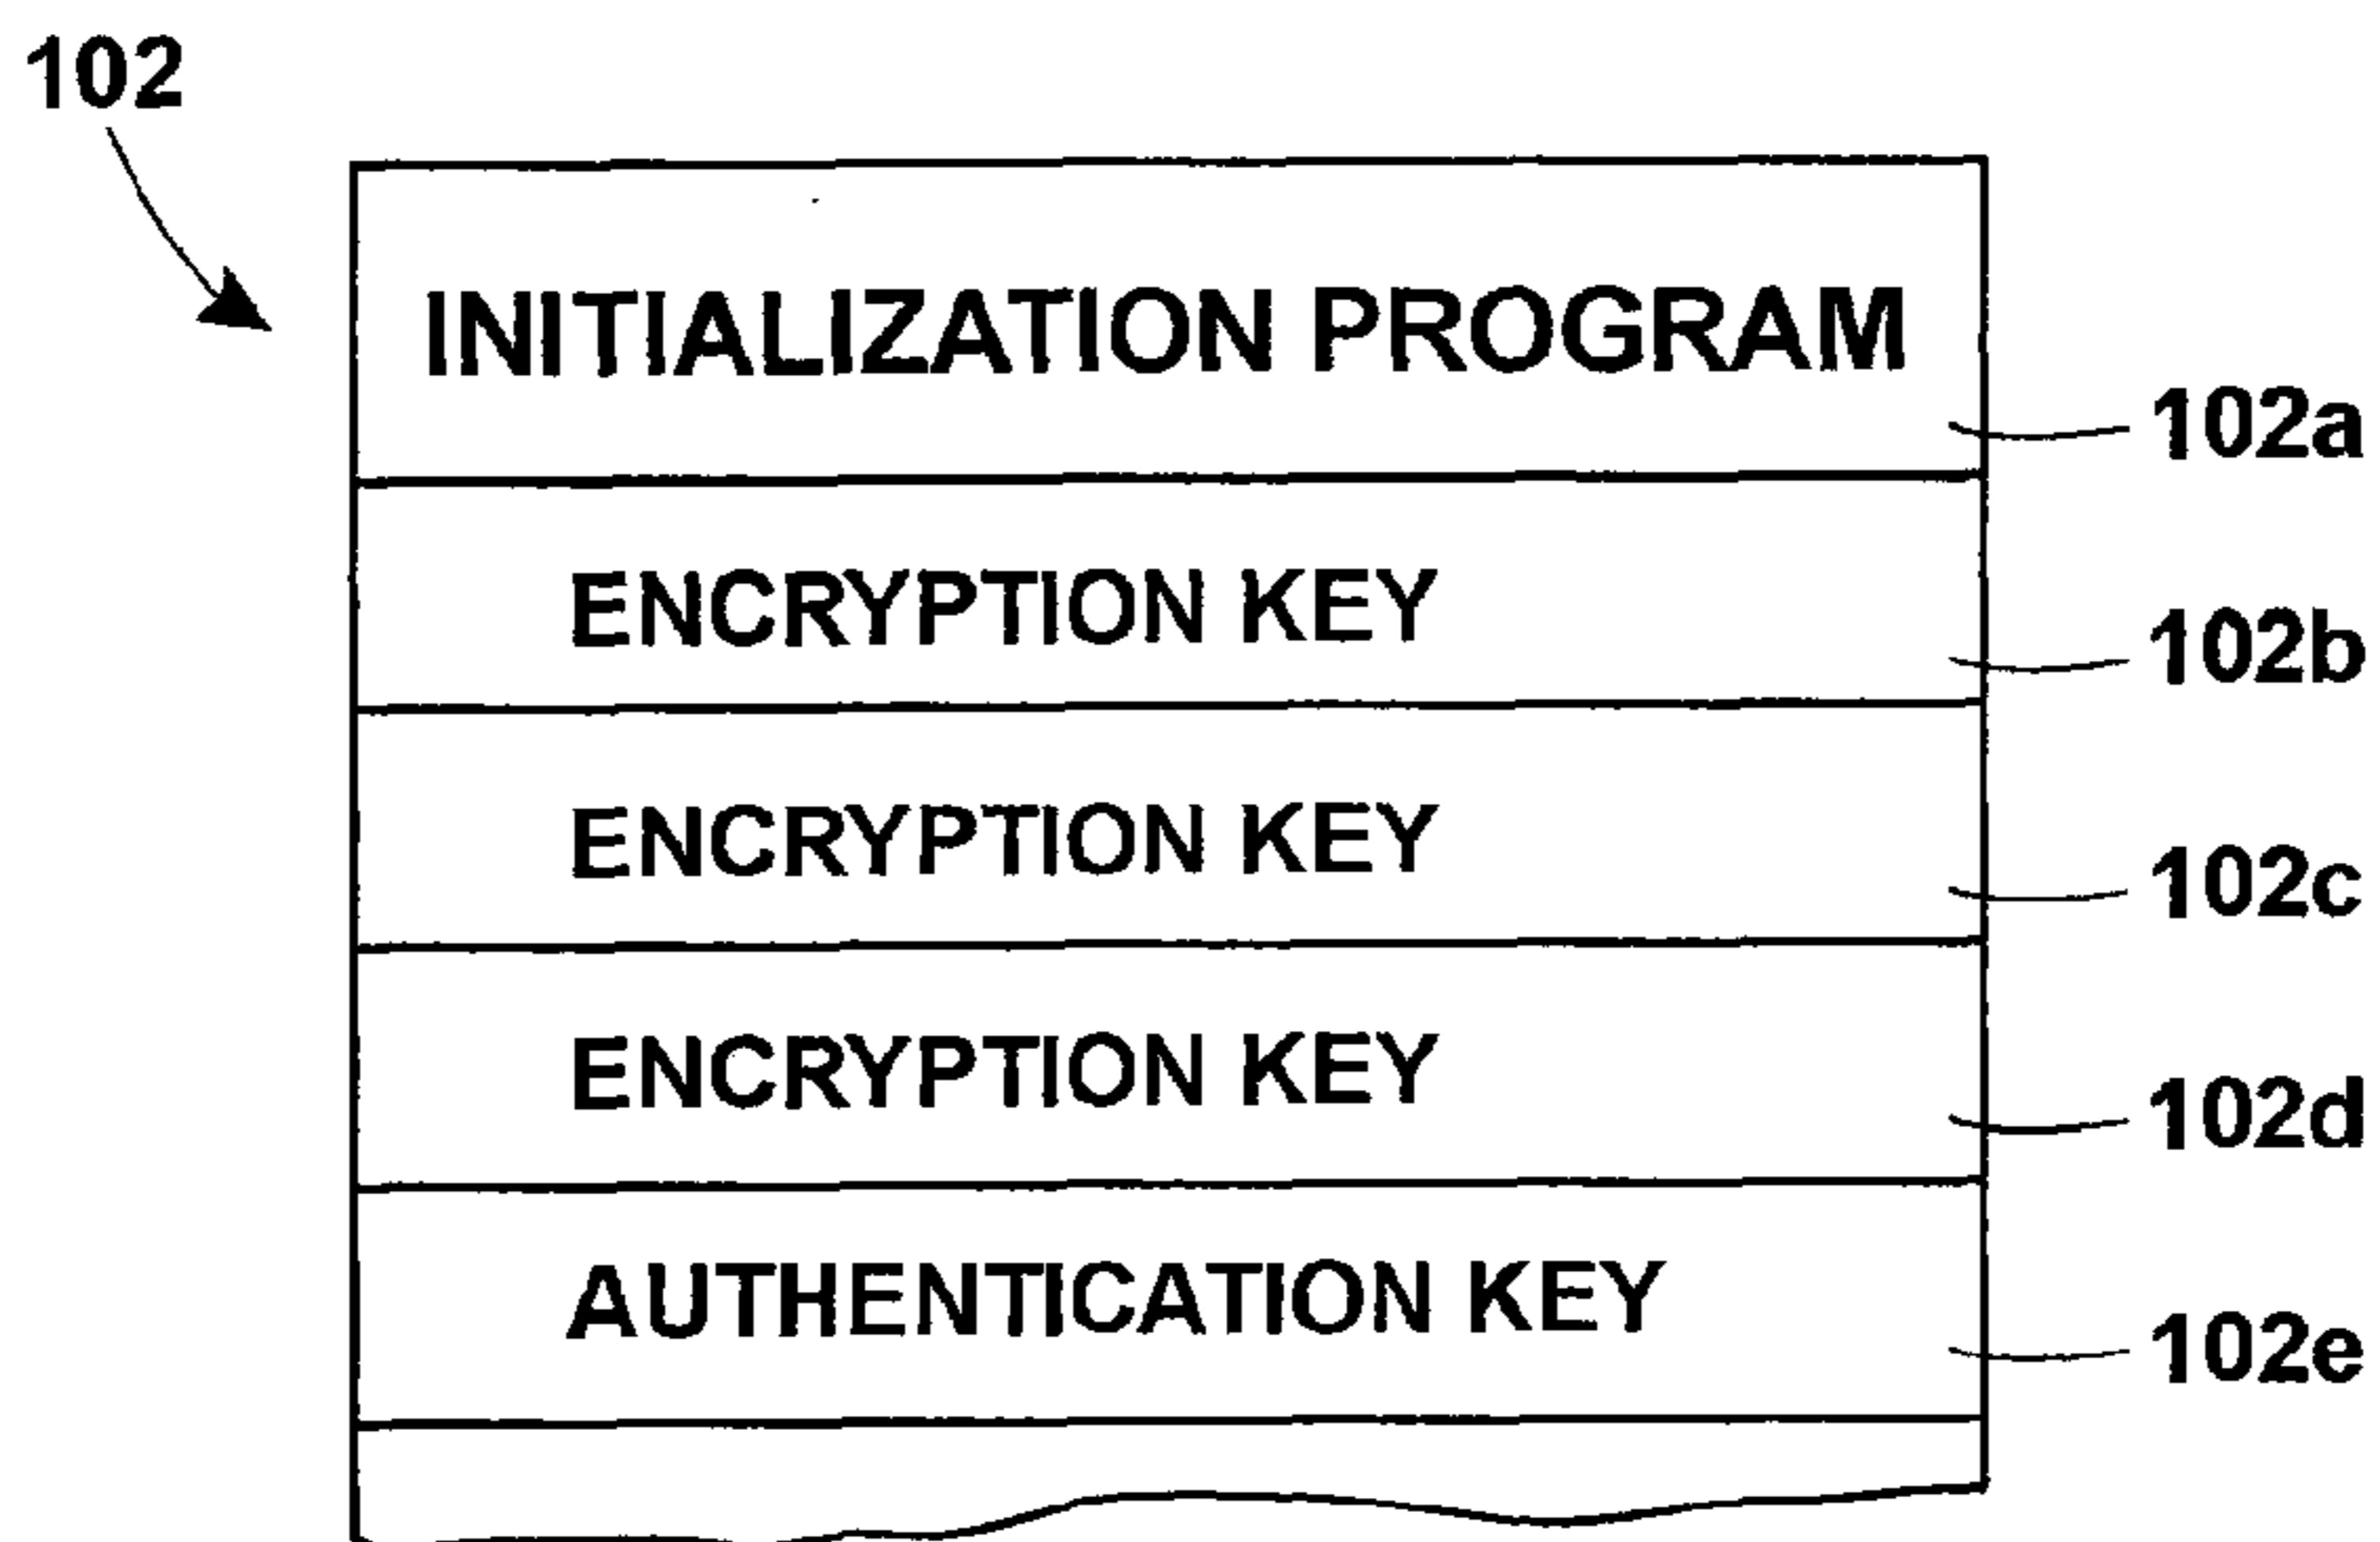 102
INITIALIZATION PROGRAM
102a
ENCRYPTION KEY
102b
ENCRYPTION KEY
102c
ENCRYPTION KEY
102d
AUTHENTICATION KEY
102e